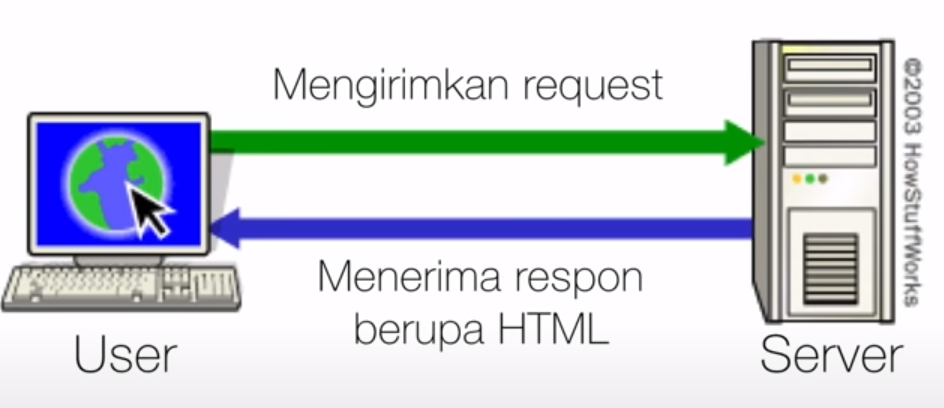 Mengirimkan request
Menerima respon
berupa HTML
User
Server
©2003 HowStuffWorks